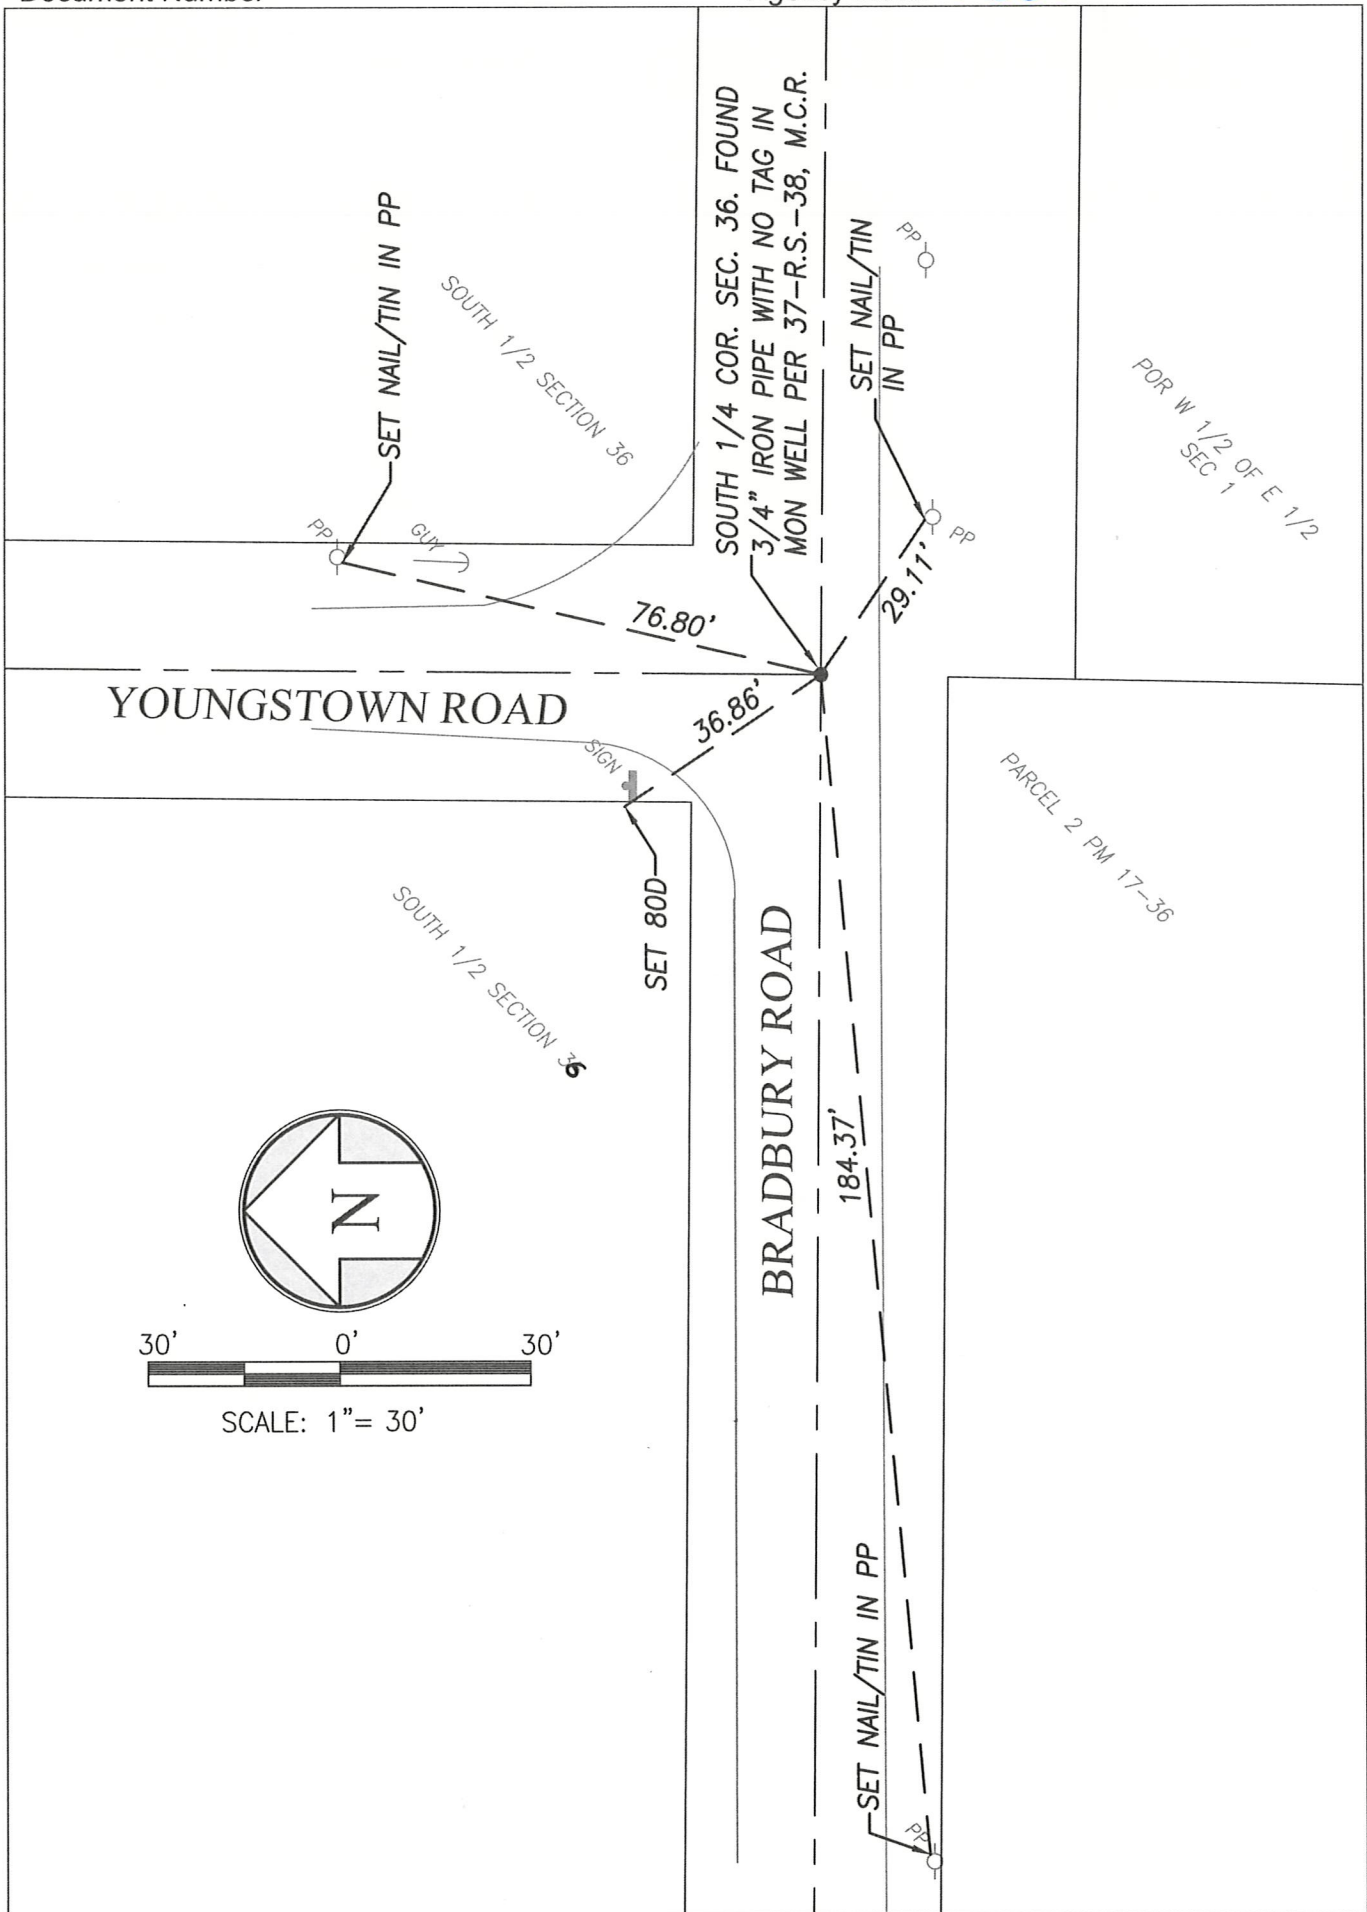 SET NAIL/TIN IN PP
SOUTH 1/2 SECTION 36
SOUTH 1/4 COR. SEC. 36. FOUND
3/4" IRON PIPE WITH NO TAG IN
MON WELL PER 37-R.S.-38, M.C.R.
SET NAIL/TIN
IN PP
PP
POR W 1/2 OF E 1/2
SEC 1
PP
GUY
PP
76.80'
29.11'
YOUNGSTOWN ROAD
36.86'
SIGN
SET 80D
PARCEL 2 PM 17-36
SOUTH 1/2 SECTION 36
BRADBURY ROAD
184.37'
N
30' 0' 30'
SCALE: 1"= 30'
SET NAIL/TIN IN PP
PP